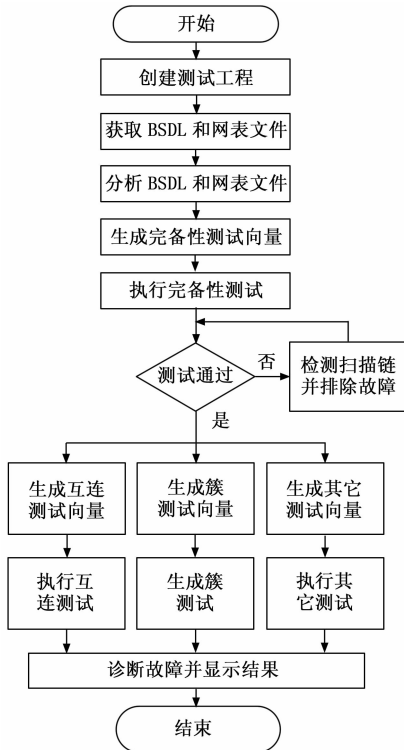 开始
创建测试工程
获取 BSDL 和网表文件
分析 BSDL 和网表文件
生成完备性测试向量
执行完备性测试
测试通过
否
检测扫描链
并排除故障
是
生成互连
测试向量
生成簇
测试向量
生成其它
测试向量
执行互
连测试
生成簇
测试
执行其
它测试
诊断故障并显示结果
结束